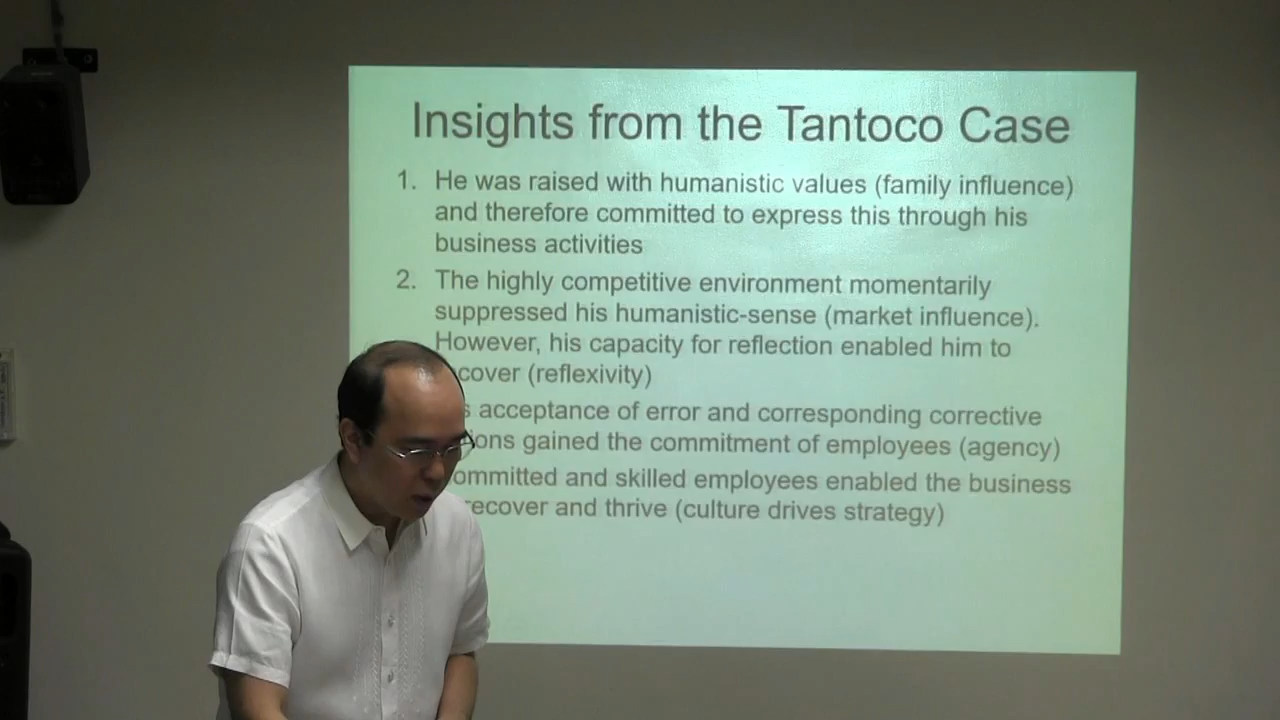 Insights from the Tantoco Case
1. He was raised with humanistic values (family influence)
and therefore committed to express this through his
business activities
2. The highly competitive environment momentarily
suppressed his humanistic-sense (market influence).
However, his capacity for reflection enabled him to
cover (reflexivity)
s acceptance of error and corresponding corrective
ions gained the commitment of employees (agency)
ommitted and skilled employees enabled the business
recover and thrive (culture drives strategy)